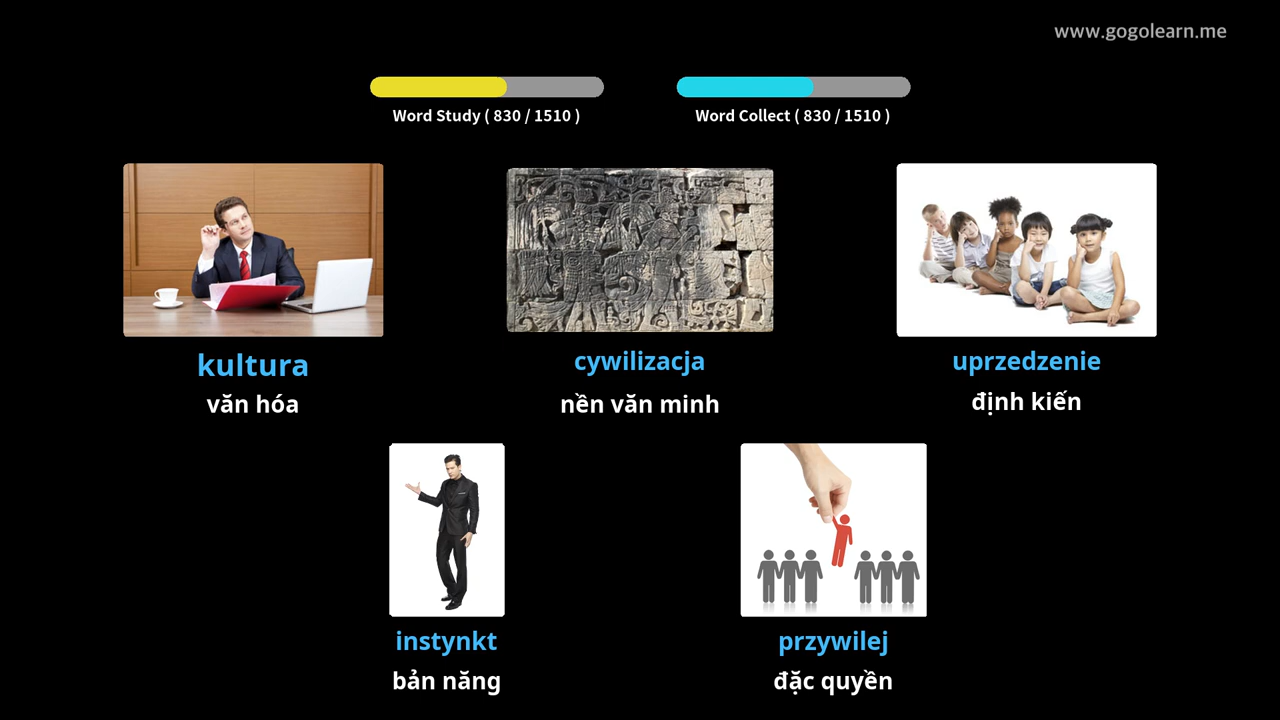 www.gogolearn.me
Word Study ( 830 / 1510 )
Word Collect ( 830 / 1510 )
kultura
văn hóa
cywilizacja
nền văn minh
uprzedzenie
định kiến
instynkt
bản năng
przywilej
đặc quyền